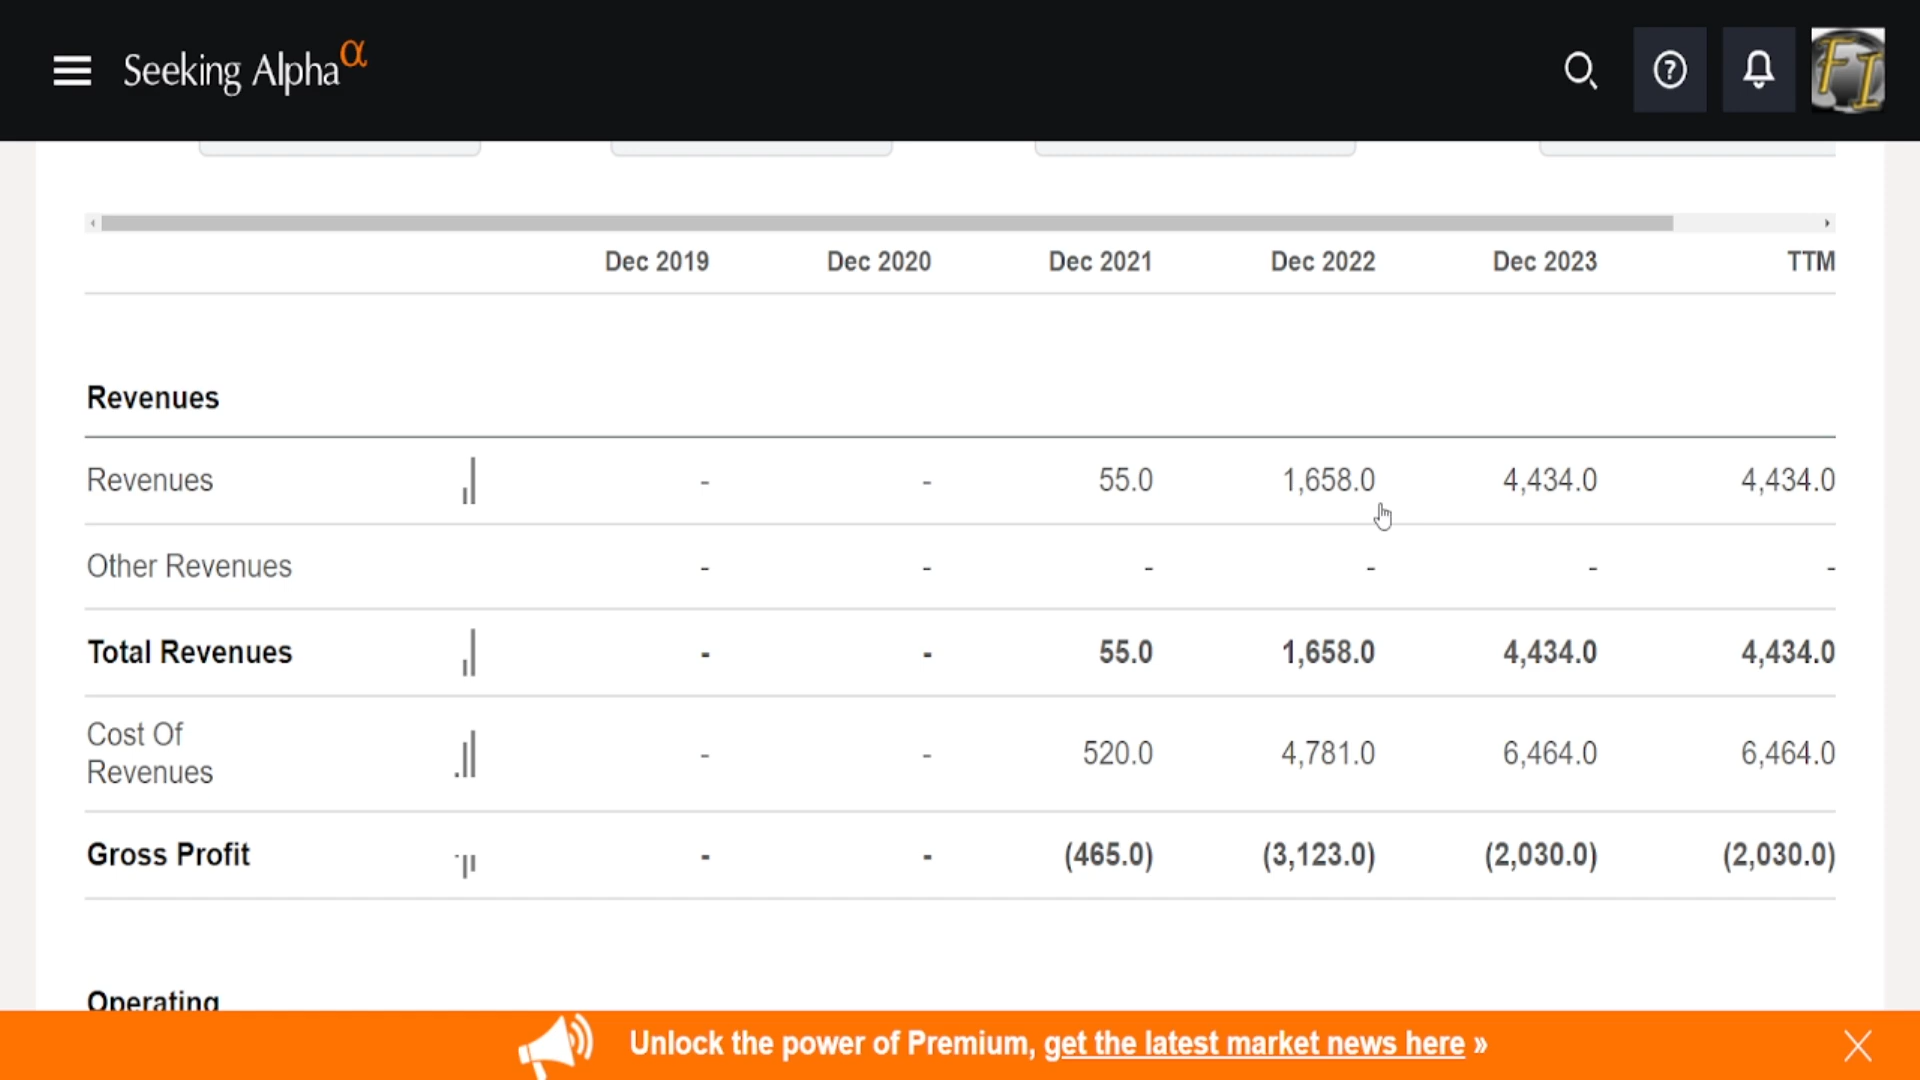 Seeking Alpha α
FI
Dec 2019 Dec 2020 Dec 2021 Dec 2022 Dec 2023 TTM
Revenues
Revenues - - 55.0 1,658.0 4,434.0 4,434.0
Other Revenues - - - - - -
Total Revenues - - 55.0 1,658.0 4,434.0 4,434.0
Cost Of
Revenues - - 520.0 4,781.0 6,464.0 6,464.0
Gross Profit - - (465.0) (3,123.0) (2,030.0) (2,030.0)
Operating
Unlock the power of Premium, get the latest market news here »